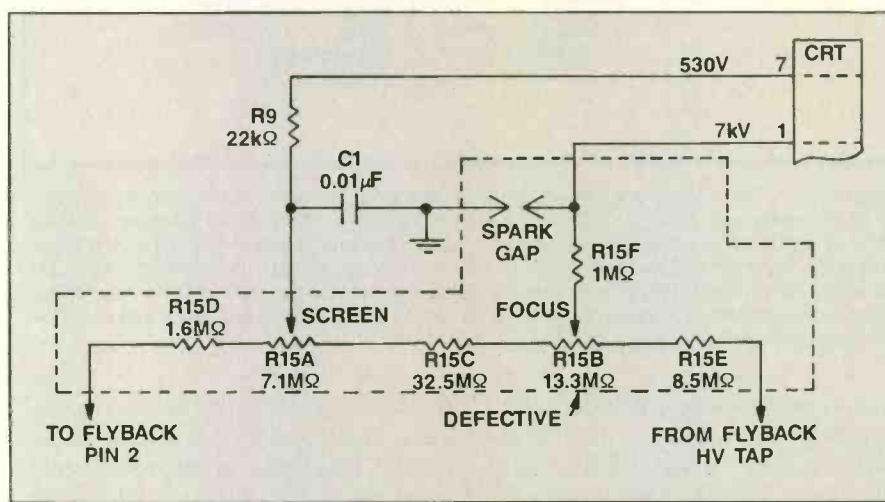 CRT
530V 7
R9
22kΩ
7kV 1
C1
0.01μF
SPARK
GAP
R15F
1MΩ
R15D
1.6MΩ
SCREEN
FOCUS
R15A
7.1MΩ
R15C
32.5MΩ
R15B
13.3MΩ
R15E
8.5MΩ
DEFECTIVE
TO FLYBACK
PIN 2
FROM FLYBACK
HV TAP